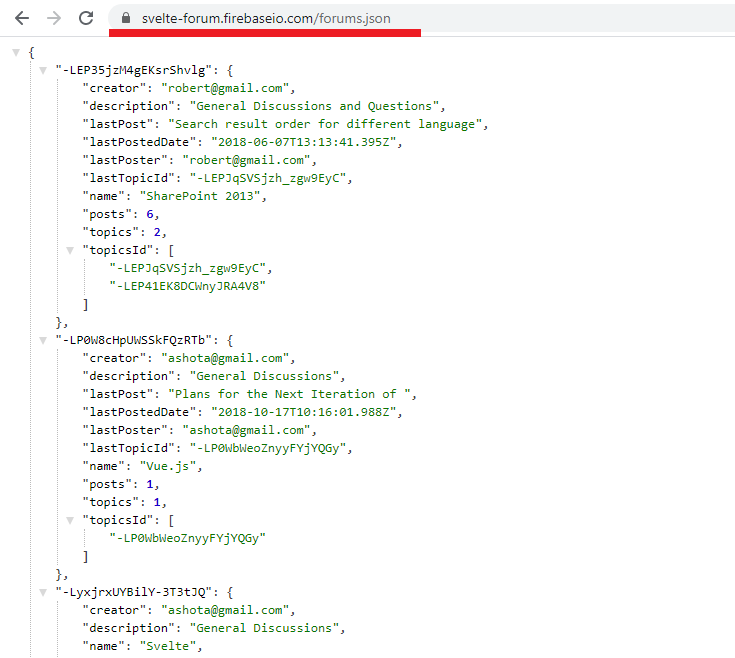 svelte-forum.firebaseio.com/forums.json
{
"-LEP35jzM4gEKsrShvlg": {
"creator": "robert@gmail.com",
"description": "General Discussions and Questions",
"lastPost": "Search result order for different language",
"lastPostedDate": "2018-06-07T13:13:41.395Z",
"lastPoster": "robert@gmail.com",
"lastTopicId": "-LEPJqSVSjzh_zgw9EyC",
"name": "SharePoint 2013",
"posts": 6,
"topics": 2,
"topicsId": [
"-LEPJqSVSjzh_zgw9EyC",
"-LEP41EK8DCWnyJRA4V8"
]
},
"-LP0W8cHpUWSSkFQzRTb": {
"creator": "ashota@gmail.com",
"description": "General Discussions",
"lastPost": "Plans for the Next Iteration of ",
"lastPostedDate": "2018-10-17T10:16:01.988Z",
"lastPoster": "ashota@gmail.com",
"lastTopicId": "-LP0WbWeoZnyyFYjYQGy",
"name": "Vue.js",
"posts": 1,
"topics": 1,
"topicsId": [
"-LP0WbWeoZnyyFYjYQGy"
]
},
"-LyxjrxUYBilY-3T3tJQ": {
"creator": "ashota@gmail.com",
"description": "General Discussions",
"name": "Svelte",